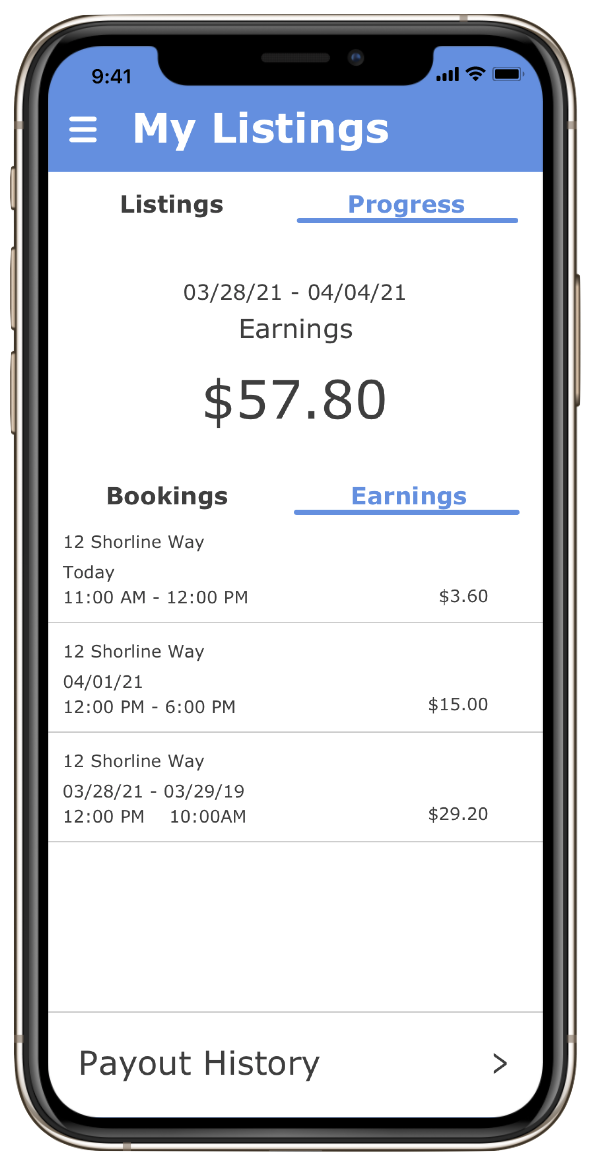 9:41
My Listings
Listings Progress
03/28/21 - 04/04/21
Earnings
$57.80
Bookings Earnings
12 Shorline Way
Today
11:00 AM - 12:00 PM $3.60
12 Shorline Way
04/01/21
12:00 PM - 6:00 PM $15.00
12 Shorline Way
03/28/21 - 03/29/19
12:00 PM 10:00AM $29.20
Payout History >